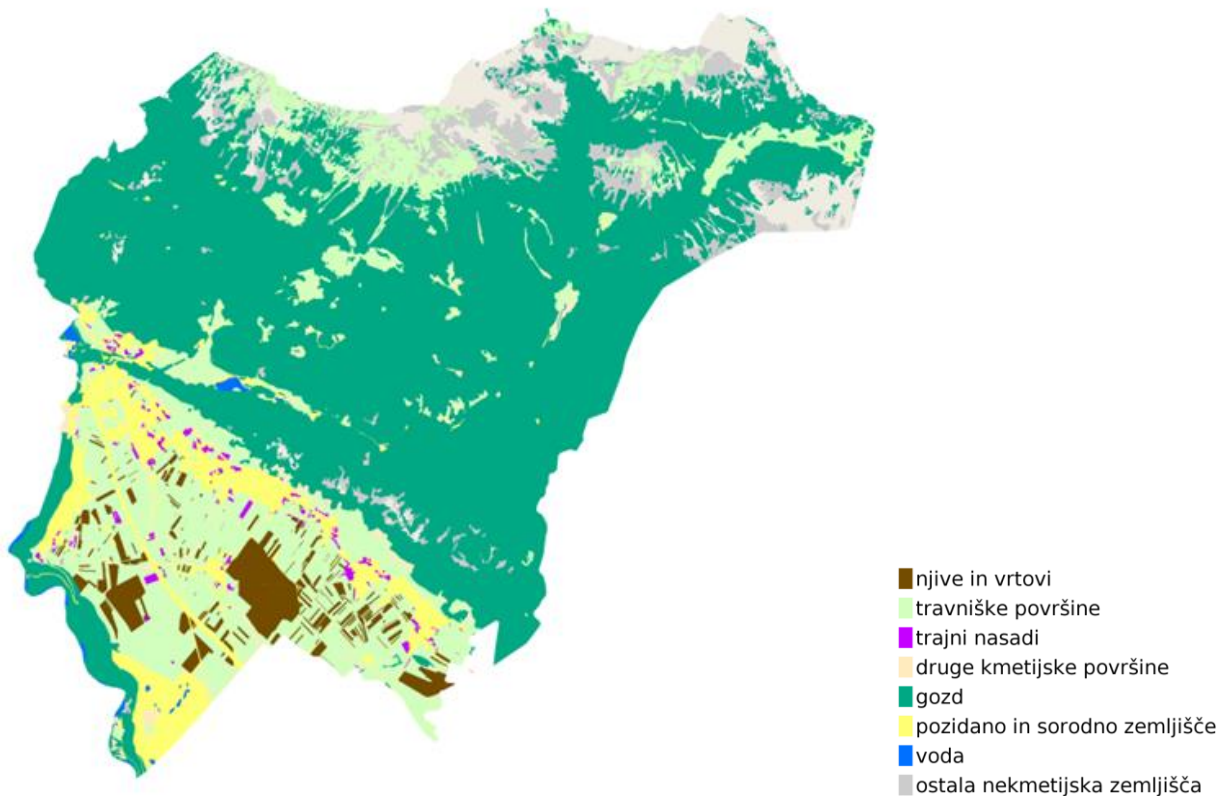 njive in vrtovi
travniške površine
trajni nasadi
druge kmetijske površine
gozd
pozidano in sorodno zemljišče
voda
ostala nekmetijska zemljišča